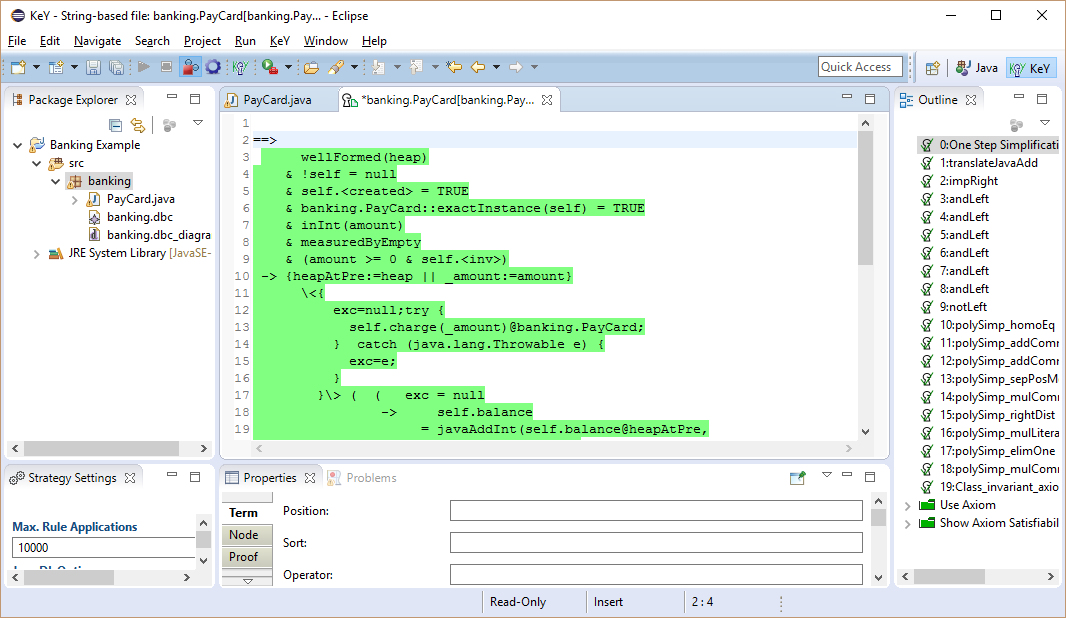 KeY - String-based file: banking.PayCard[banking.Pay... - Eclipse
File Edit Navigate Search Project Run KeY Window Help
Quick Access
Java
KeY
Package Explorer
Banking Example
src
banking
PayCard.java
banking.dbc
banking.dbc_diagra
JRE System Library [JavaSE-
PayCard.java
*banking.PayCard[banking.Pay...
1
2 ==>
3 wellFormed(heap)
4 & !self = null
5 & self.<created> = TRUE
6 & banking.PayCard::exactInstance(self) = TRUE
7 & inInt(amount)
8 & measuredByEmpty
9 & (amount >= 0 & self.<inv>)
10 -> {heapAtPre:=heap || _amount:=amount}
11 \<{
12 exc=null;try {
13 self.charge(_amount)@banking.PayCard;
14 } catch (java.lang.Throwable e) {
15 exc=e;
16 }
17 }\> ( ( exc = null
18 -> self.balance
19 = javaAddInt(self.balance@heapAtPre,
Outline
0:One Step Simplificati
1:translateJavaAdd
2:impRight
3:andLeft
4:andLeft
5:andLeft
6:andLeft
7:andLeft
8:andLeft
9:notLeft
10:polySimp_homoEq
11:polySimp_addComr
12:polySimp_addComr
13:polySimp_sepPosM
14:polySimp_mulComr
15:polySimp_rightDist
16:polySimp_mulLitera
17:polySimp_elimOne
18:polySimp_mulComr
19:Class_invariant_axio
Use Axiom
Show Axiom Satisfiabil
Strategy Settings
Max. Rule Applications
10000
Properties
Problems
Term
Node
Proof
Position:
Sort:
Operator:
Read-Only
Insert
2 : 4